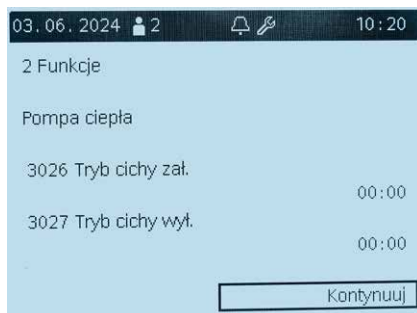 03.06.2024 2 10:20
2 Funkcje
Pompa ciepła
3026 Tryb cichy zał.
00:00
3027 Tryb cichy wył.
00:00
Kontynuuj